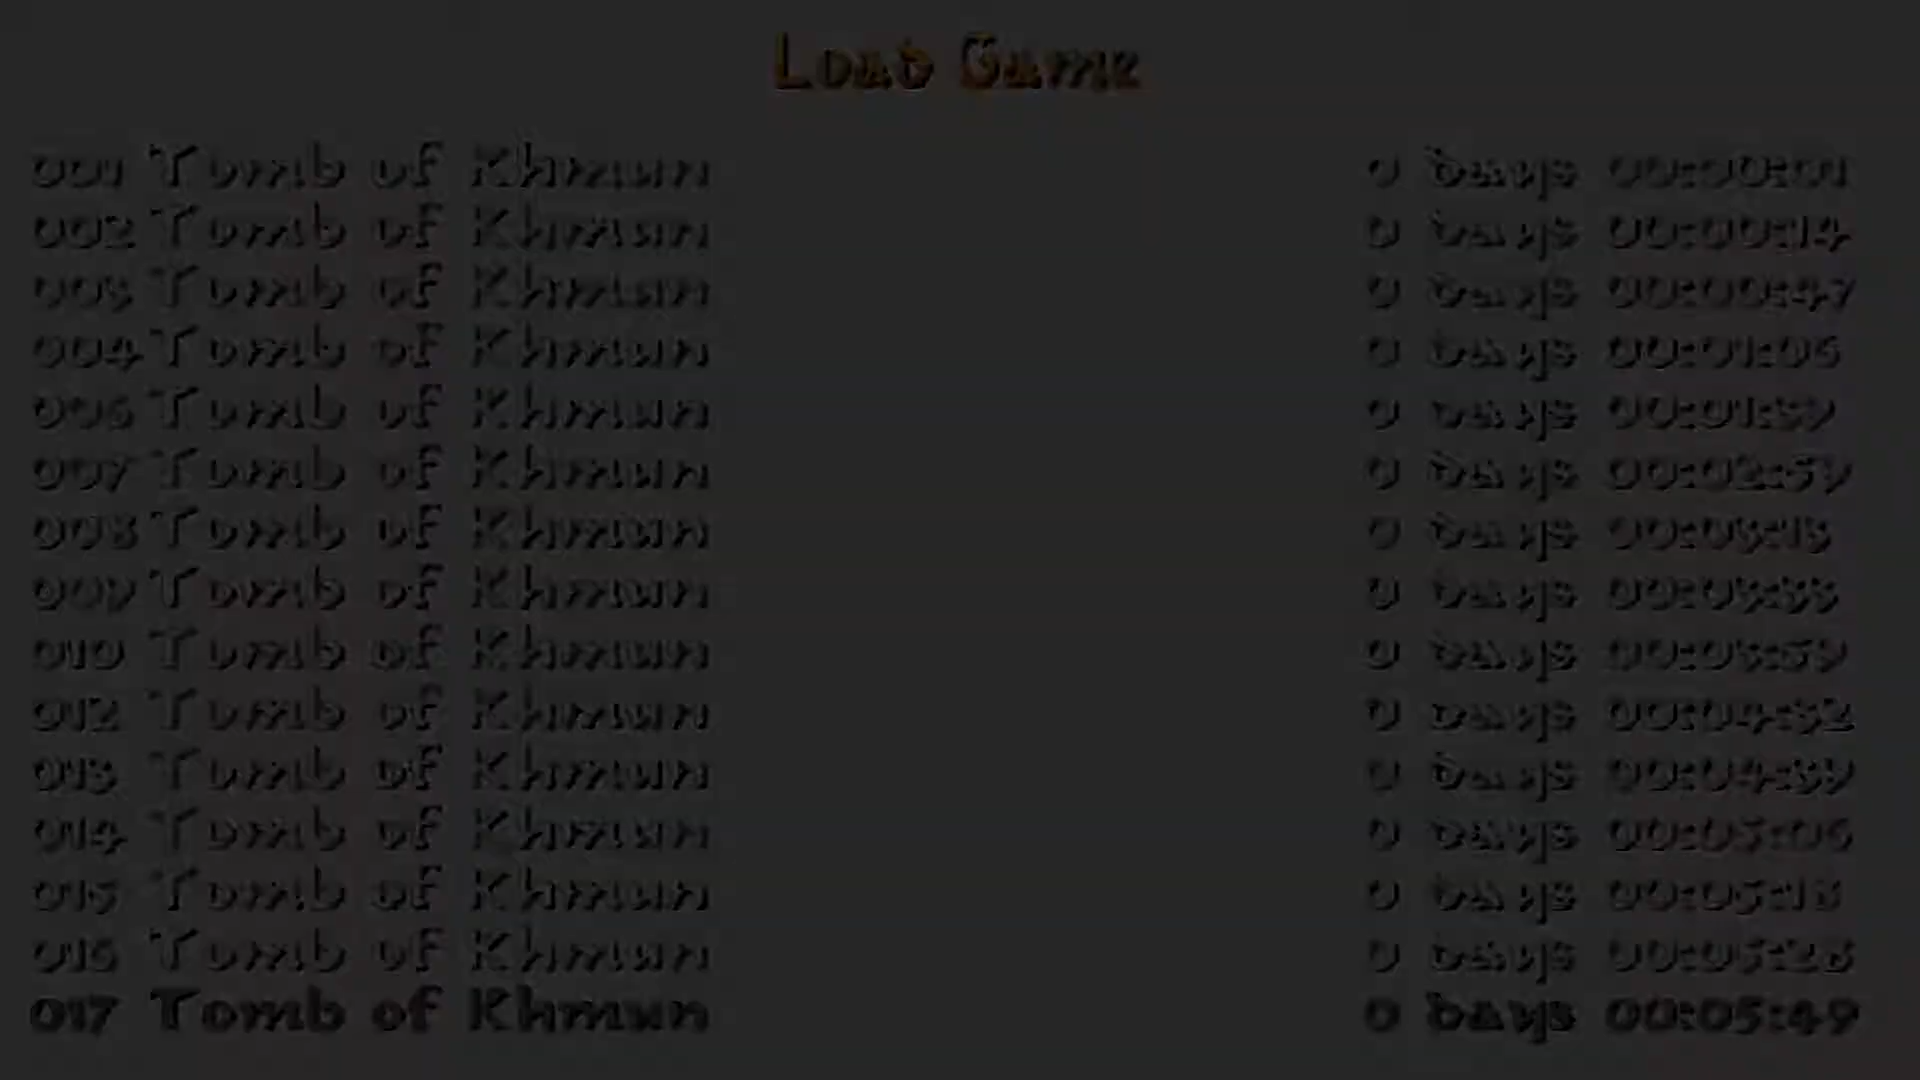 Load Game
001 Tomb of Khmun 0 days 00:00:01
002 Tomb of Khmun 0 days 00:00:14
003 Tomb of Khmun 0 days 00:00:47
004 Tomb of Khmun 0 days 00:01:06
006 Tomb of Khmun 0 days 00:01:39
007 Tomb of Khmun 0 days 00:02:59
008 Tomb of Khmun 0 days 00:03:13
009 Tomb of Khmun 0 days 00:03:33
010 Tomb of Khmun 0 days 00:03:59
012 Tomb of Khmun 0 days 00:04:32
013 Tomb of Khmun 0 days 00:04:39
014 Tomb of Khmun 0 days 00:05:06
015 Tomb of Khmun 0 days 00:05:18
016 Tomb of Khmun 0 days 00:05:28
017 Tomb of Khmun 0 days 00:05:49